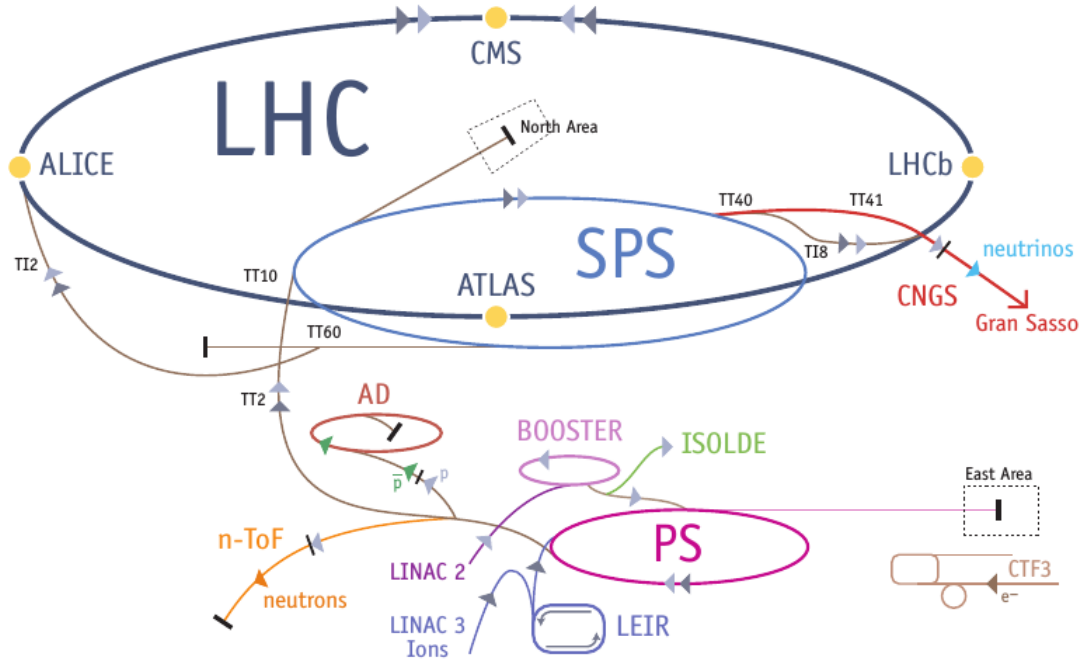 CMS
LHC
North Area
ALICE
LHCb
TT40
TT41
SPS
TI2
TT10
TI8
neutrinos
ATLAS
CNGS
Gran Sasso
TT60
AD
TT2
BOOSTER
ISOLDE
p̅
p
East Area
n-ToF
PS
LINAC 2
CTF3
neutrons
e⁻
LINAC 3
Ions
LEIR